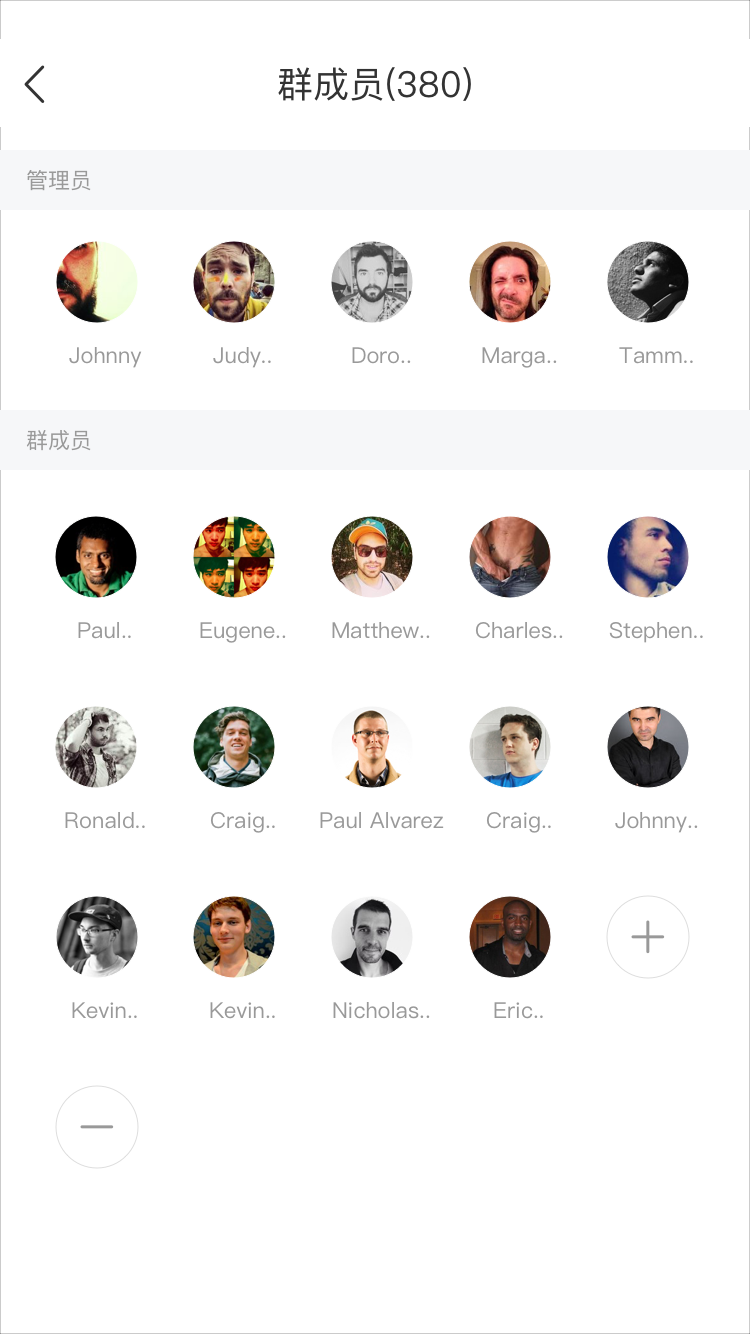 群成员(380)
管理员
Johnny
Judy..
Doro..
Marga..
Tamm..
群成员
Paul..
Eugene..
Matthew..
Charles..
Stephen..
Ronald..
Craig..
Paul Alvarez
Craig..
Johnny..
Kevin..
Kevin..
Nicholas..
Eric..